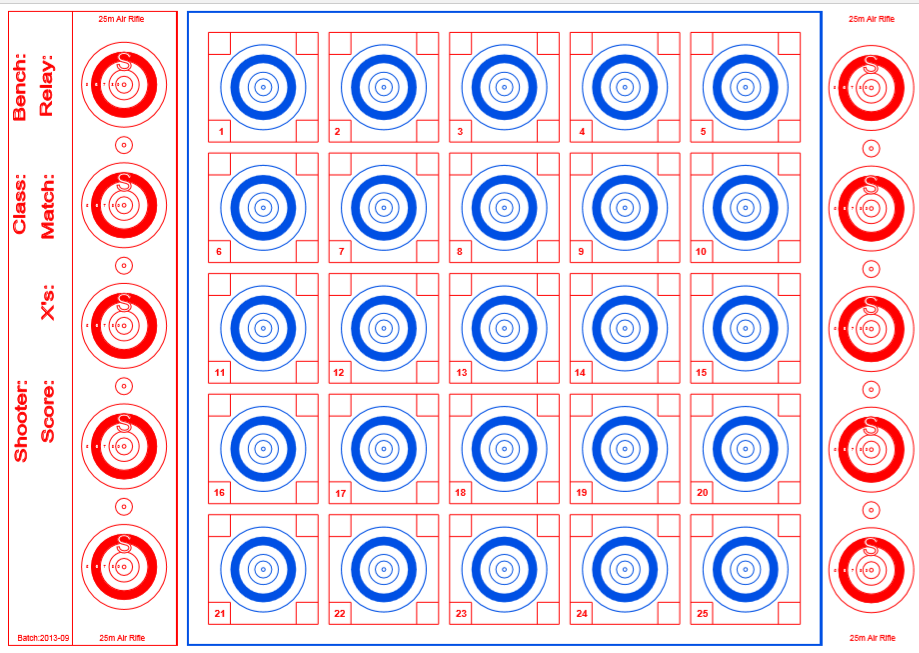 25m Air Rifle
25m Air Rifle
Bench:
Relay:
Class:
Match:
X's:
Shooter:
Score:
S
S
S
S
S
S
S
S
S
S
1
2
3
4
5
6
7
8
9
10
11
12
13
14
15
16
17
18
19
20
21
22
23
24
25
Batch:2013-09
25m Air Rifle
25m Air Rifle